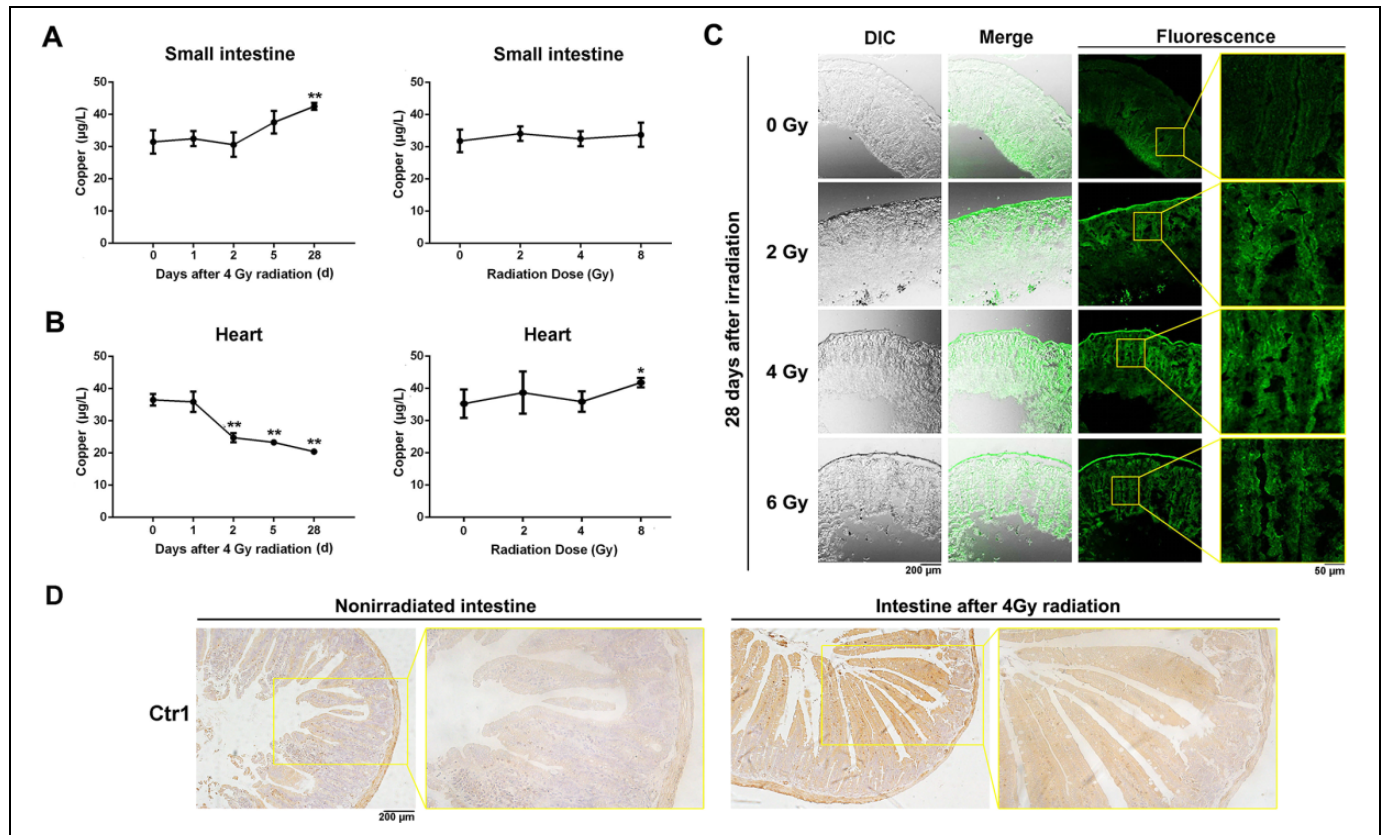 A
Small intestine
Copper (µg/L)
50
40
30
20
10
0
**
0 1 2 5 28
Days after 4 Gy radiation (d)
Small intestine
Copper (µg/L)
50
40
30
20
10
0
0 2 4 8
Radiation Dose (Gy)
B
Heart
Copper (µg/L)
50
40
30
20
10
0
** ** **
0 1 2 5 28
Days after 4 Gy radiation (d)
Heart
Copper (µg/L)
50
40
30
20
10
0
*
0 2 4 8
Radiation Dose (Gy)
C
DIC Merge Fluorescence
28 days after irradiation
0 Gy
2 Gy
4 Gy
6 Gy
200 µm 50 µm
D
Nonirradiated intestine Intestine after 4Gy radiation
Ctr1
200 µm